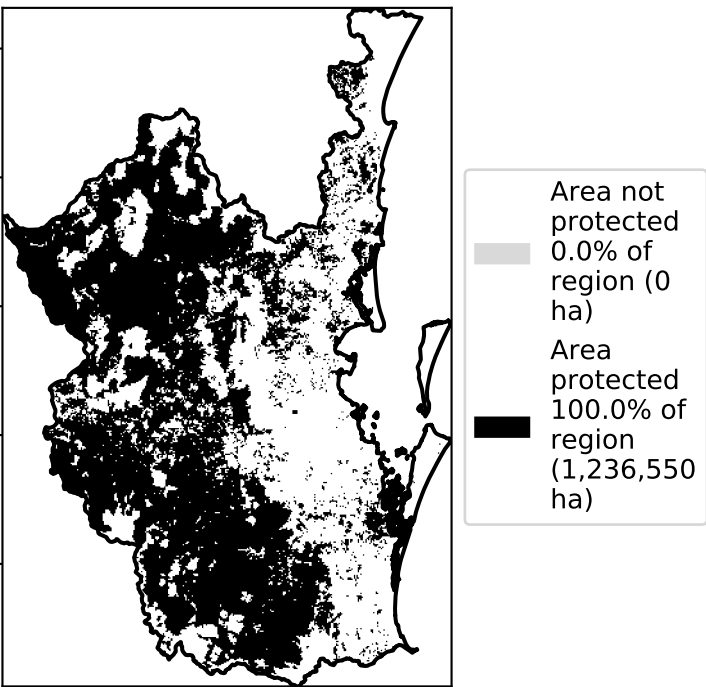 Area not
protected
0.0% of
region (0
ha)
Area
protected
100.0% of
region
(1,236,550
ha)